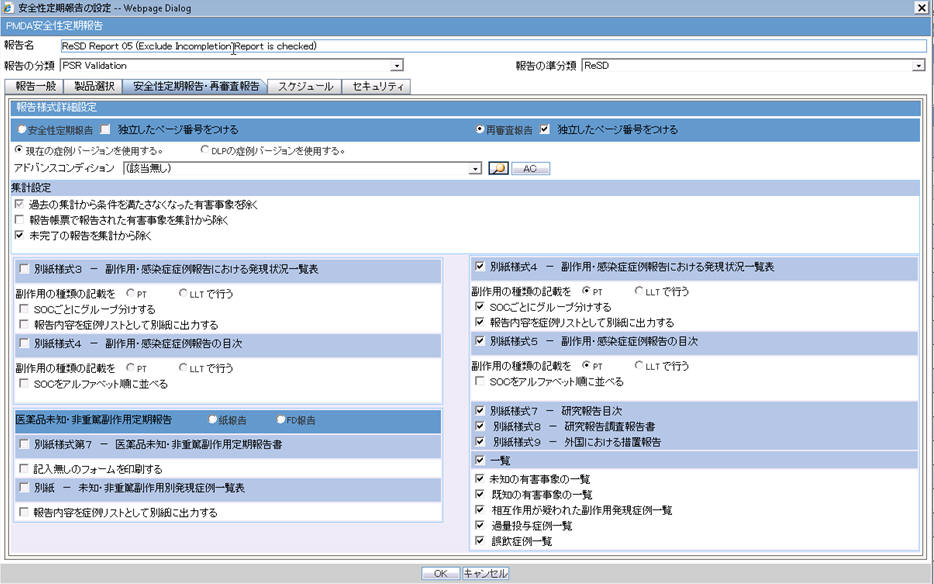 安全性定期報告の設定 -- Webpage Dialog
PMDA安全性定期報告
報告名 ReSD Report 05 (Exclude Incompletion Report is checked)
報告の分類 PSR Validation 報告の準分類 ReSD
報告一般 製品選択 安全性定期報告・再審査報告 スケジュール セキュリティ
報告様式詳細設定
安全性定期報告 独立したページ番号をつける 再審査報告 独立したページ番号をつける
現在の症例バージョンを使用する。 DLPの症例バージョンを使用する。
アドバンスコンディション (該当無し) AC
集計設定
過去の集計から条件を満たさなくなった有害事象を除く
報告帳票で報告された有害事象を集計から除く
未完了の報告を集計から除く
別紙様式3 － 副作用・感染症症例報告における発現状況一覧表
副作用の種類の記載を PT LLTで行う
SOCごとにグループ分けする
報告内容を症例リストとして別紙に出力する
別紙様式4 － 副作用・感染症症例報告の目次
副作用の種類の記載を PT LLTで行う
SOCをアルファベット順に並べる
医薬品未知・非重篤副作用定期報告 紙報告 FD報告
別紙様式第7 － 医薬品未知・非重篤副作用定期報告書
記入無しのフォームを印刷する
別紙 － 未知・非重篤副作用別発現症例一覧表
報告内容を症例リストとして別紙に出力する
別紙様式4 － 副作用・感染症症例報告における発現状況一覧表
副作用の種類の記載を PT LLTで行う
SOCごとにグループ分けする
報告内容を症例リストとして別紙に出力する
別紙様式5 － 副作用・感染症症例報告の目次
副作用の種類の記載を PT LLTで行う
SOCをアルファベット順に並べる
別紙様式7 － 研究報告目次
別紙様式8 － 研究報告調査報告書
別紙様式9 － 外国における措置報告
一覧
未知の有害事象の一覧
既知の有害事象の一覧
相互作用が疑われた副作用発現症例一覧
過量投与症例一覧
誤飲症例一覧
OK キャンセル